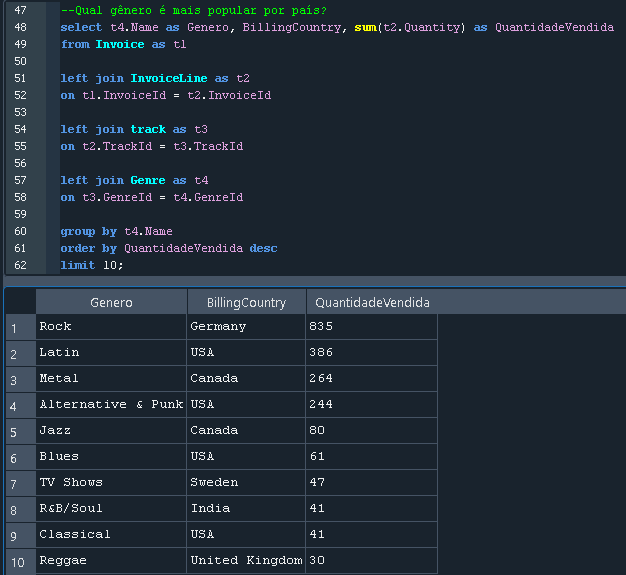 47 --Qual gênero é mais popular por país?
48 select t4.Name as Genero, BillingCountry, sum(t2.Quantity) as QuantidadeVendida
49 from Invoice as t1
50
51 left join InvoiceLine as t2
52 on t1.InvoiceId = t2.InvoiceId
53
54 left join track as t3
55 on t2.TrackId = t3.TrackId
56
57 left join Genre as t4
58 on t3.GenreId = t4.GenreId
59
60 group by t4.Name
61 order by QuantidadeVendida desc
62 limit 10;
Genero BillingCountry QuantidadeVendida
1 Rock Germany 835
2 Latin USA 386
3 Metal Canada 264
4 Alternative & Punk USA 244
5 Jazz Canada 80
6 Blues USA 61
7 TV Shows Sweden 47
8 R&B/Soul India 41
9 Classical USA 41
10 Reggae United Kingdom 30